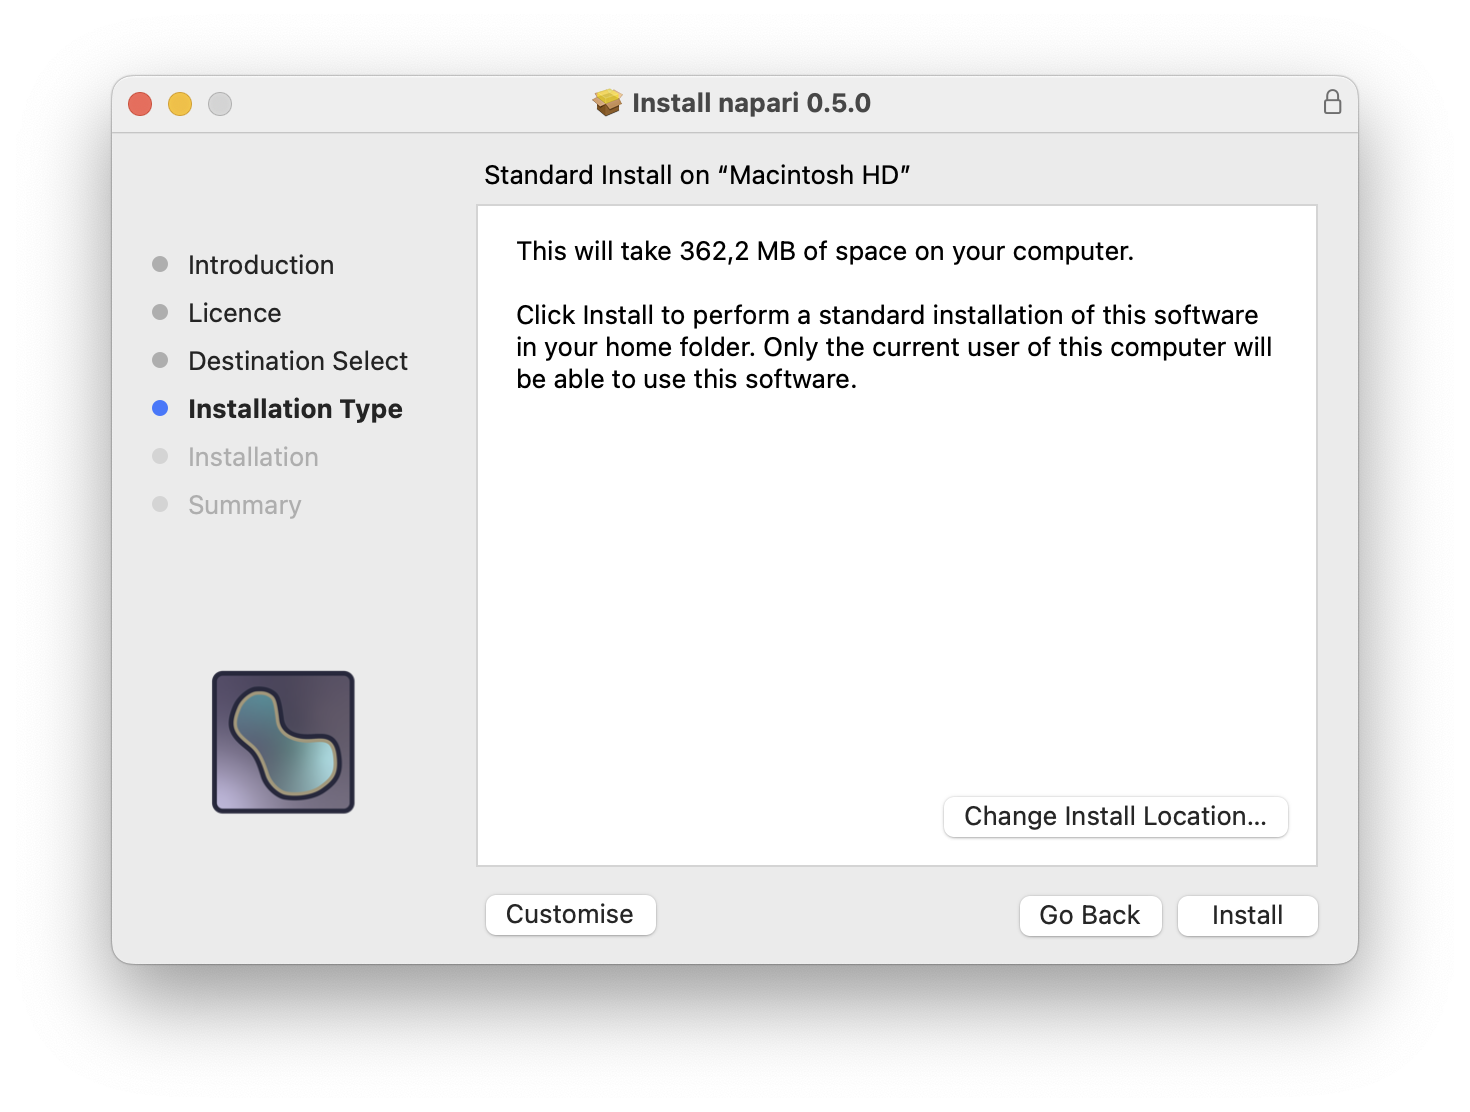 Install napari 0.5.0
Standard Install on “Macintosh HD”
Introduction
Licence
Destination Select
Installation Type
Installation
Summary
This will take 362,2 MB of space on your computer.
Click Install to perform a standard installation of this software
in your home folder. Only the current user of this computer will
be able to use this software.
Change Install Location...
Customise
Go Back
Install